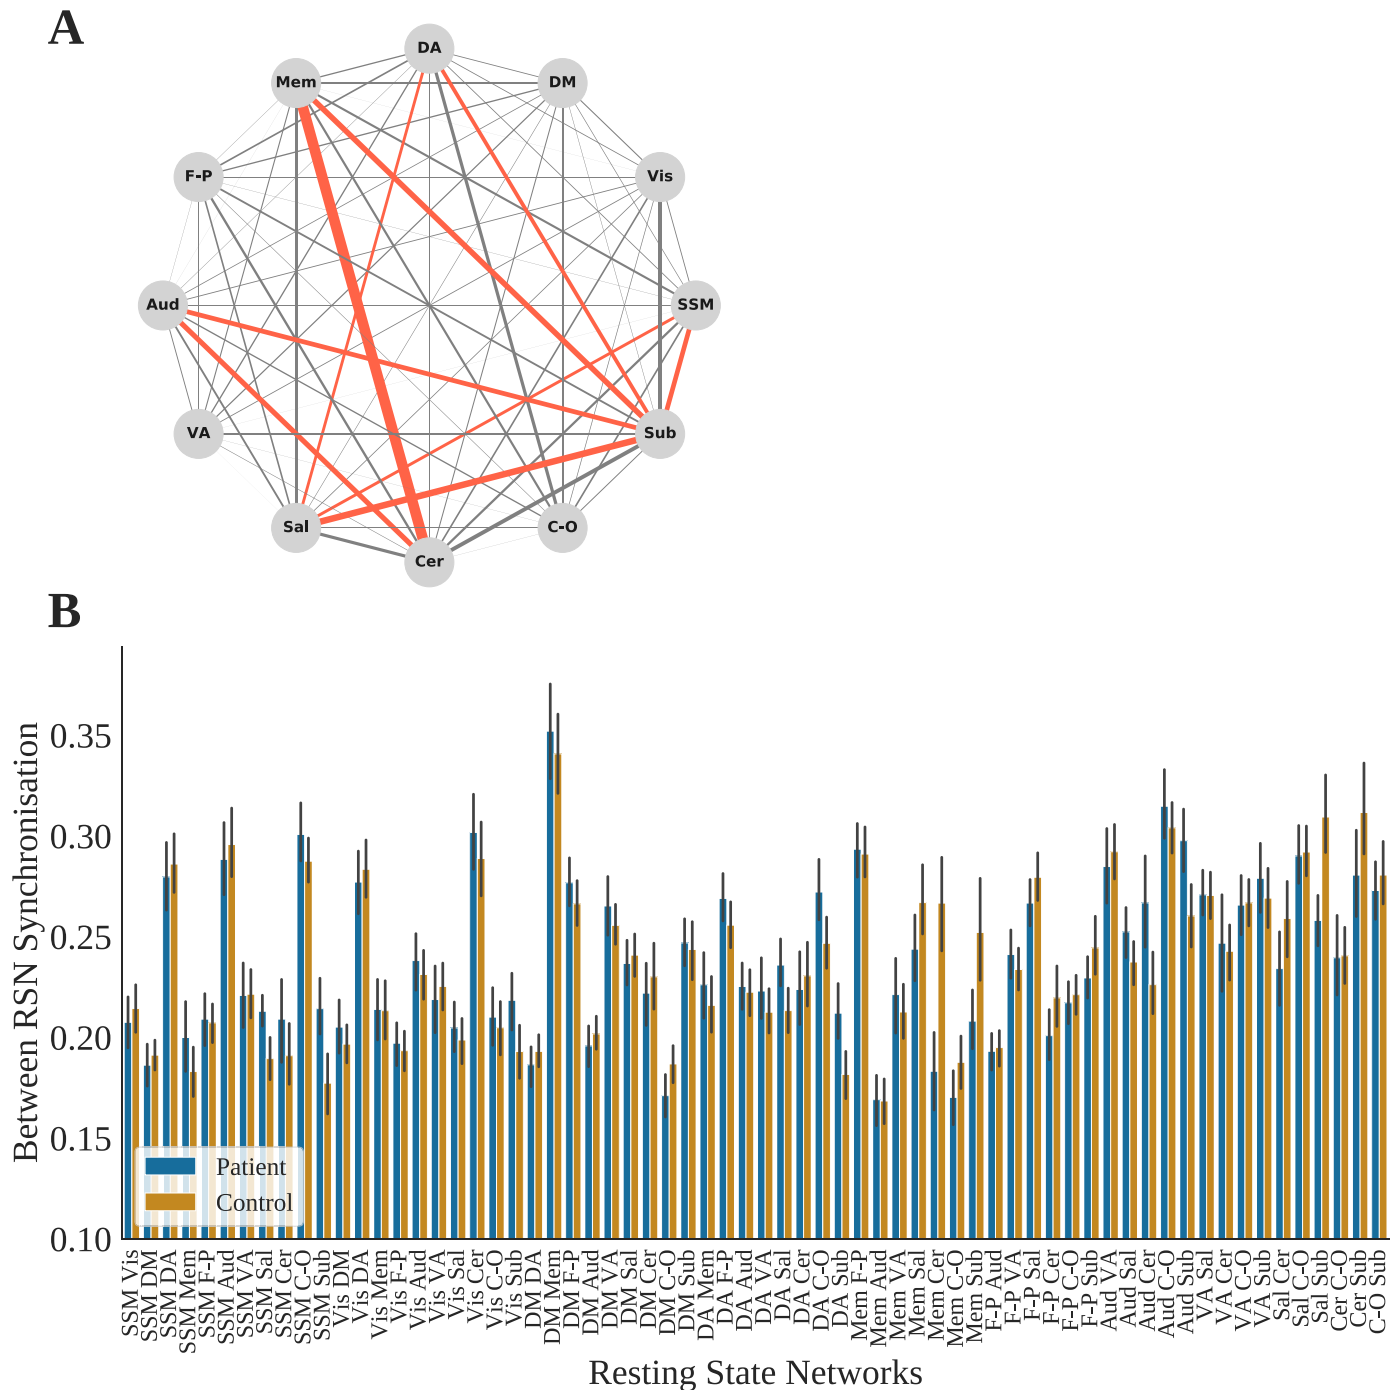 A
DA
Mem
DM
F-P
Vis
Aud
SSM
VA
Sub
Sal
C-O
Cer
B
Between RSN Synchronisation
0.35
0.30
0.25
0.20
0.15
0.10
Patient
Control
SSM Vis
SSM DM
SSM DA
SSM Mem
SSM F-P
SSM Aud
SSM VA
SSM Sal
SSM Cer
SSM C-O
SSM Sub
Vis DM
Vis DA
Vis Mem
Vis F-P
Vis Aud
Vis VA
Vis Sal
Vis Cer
Vis C-O
Vis Sub
DM DA
DM Mem
DM F-P
DM Aud
DM VA
DM Sal
DM Cer
DM C-O
DM Sub
DA Mem
DA F-P
DA Aud
DA VA
DA Sal
DA Cer
DA C-O
DA Sub
Mem F-P
Mem Aud
Mem VA
Mem Sal
Mem Cer
Mem C-O
Mem Sub
F-P Aud
F-P VA
F-P Sal
F-P Cer
F-P C-O
F-P Sub
Aud VA
Aud Sal
Aud Cer
Aud C-O
Aud Sub
VA Sal
VA Cer
VA C-O
VA Sub
Sal Cer
Sal C-O
Sal Sub
Cer C-O
Cer Sub
C-O Sub
Resting State Networks